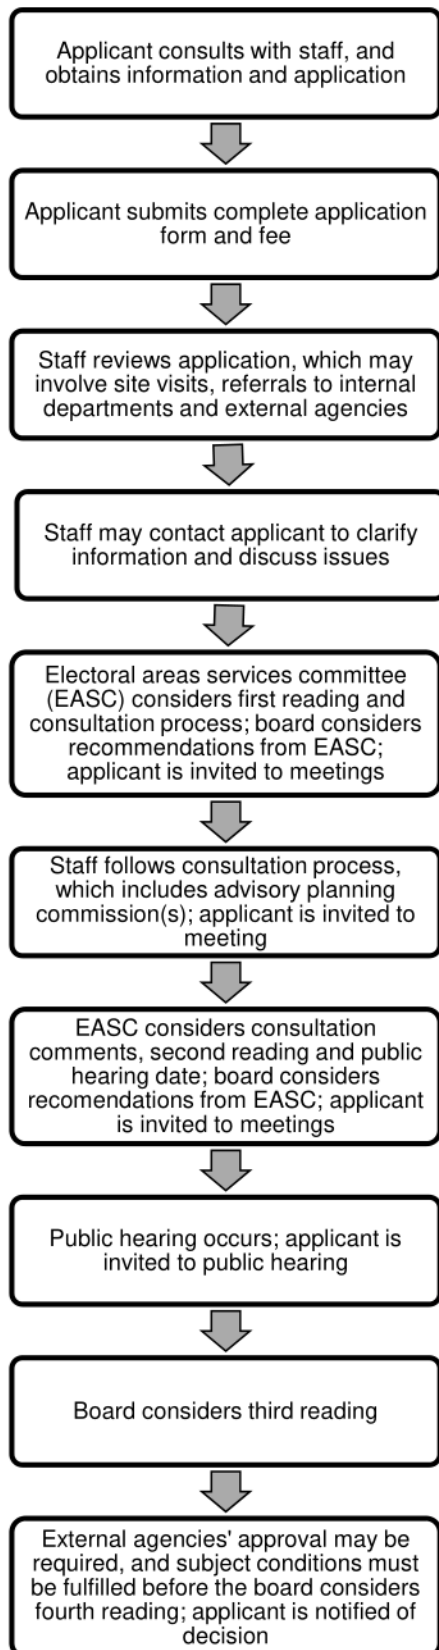 Applicant consults with staff, and
obtains information and application
Applicant submits complete application
form and fee
Staff reviews application, which may
involve site visits, referrals to internal
departments and external agencies
Staff may contact applicant to clarify
information and discuss issues
Electoral areas services committee
(EASC) considers first reading and
consultation process; board considers
recommendations from EASC;
applicant is invited to meetings
Staff follows consultation process,
which includes advisory planning
commission(s); applicant is invited to
meeting
EASC considers consultation
comments, second reading and public
hearing date; board considers
recomendations from EASC; applicant
is invited to meetings
Public hearing occurs; applicant is
invited to public hearing
Board considers third reading
External agencies' approval may be
required, and subject conditions must
be fulfilled before the board considers
fourth reading; applicant is notified of
decision